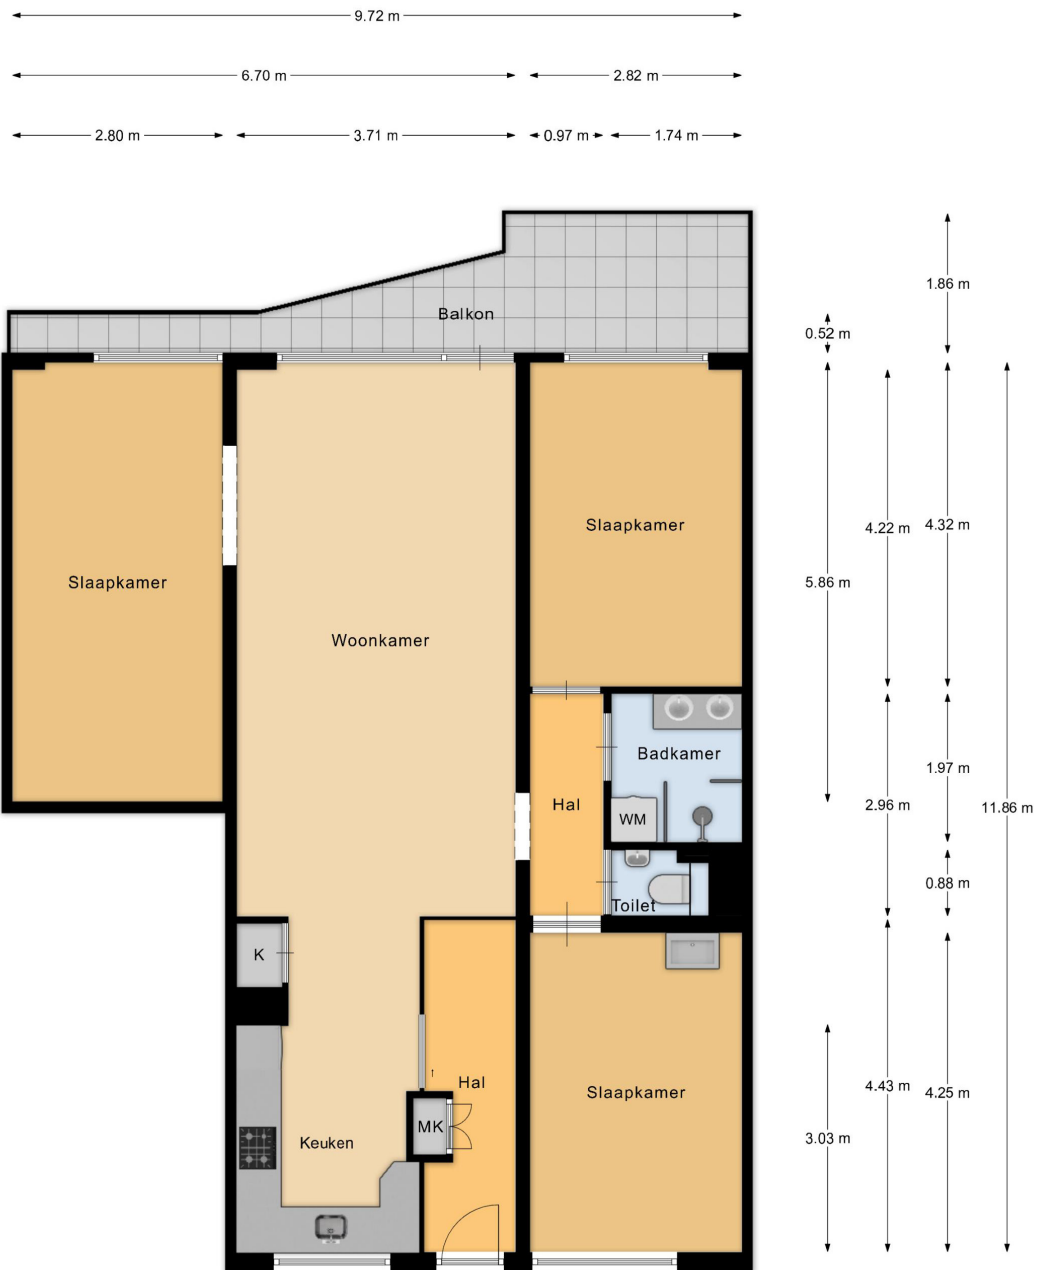 9.72 m
6.70 m
2.82 m
2.80 m
3.71 m
0.97 m
1.74 m
1.86 m
Balkon
0.52 m
Slaapkamer
4.22 m
4.32 m
Slaapkamer
5.86 m
Woonkamer
Badkamer
1.97 m
Hal
2.96 m
11.86 m
WM
0.88 m
Toilet
K
Hal
4.43 m
Slaapkamer
4.25 m
MK
Keuken
3.03 m